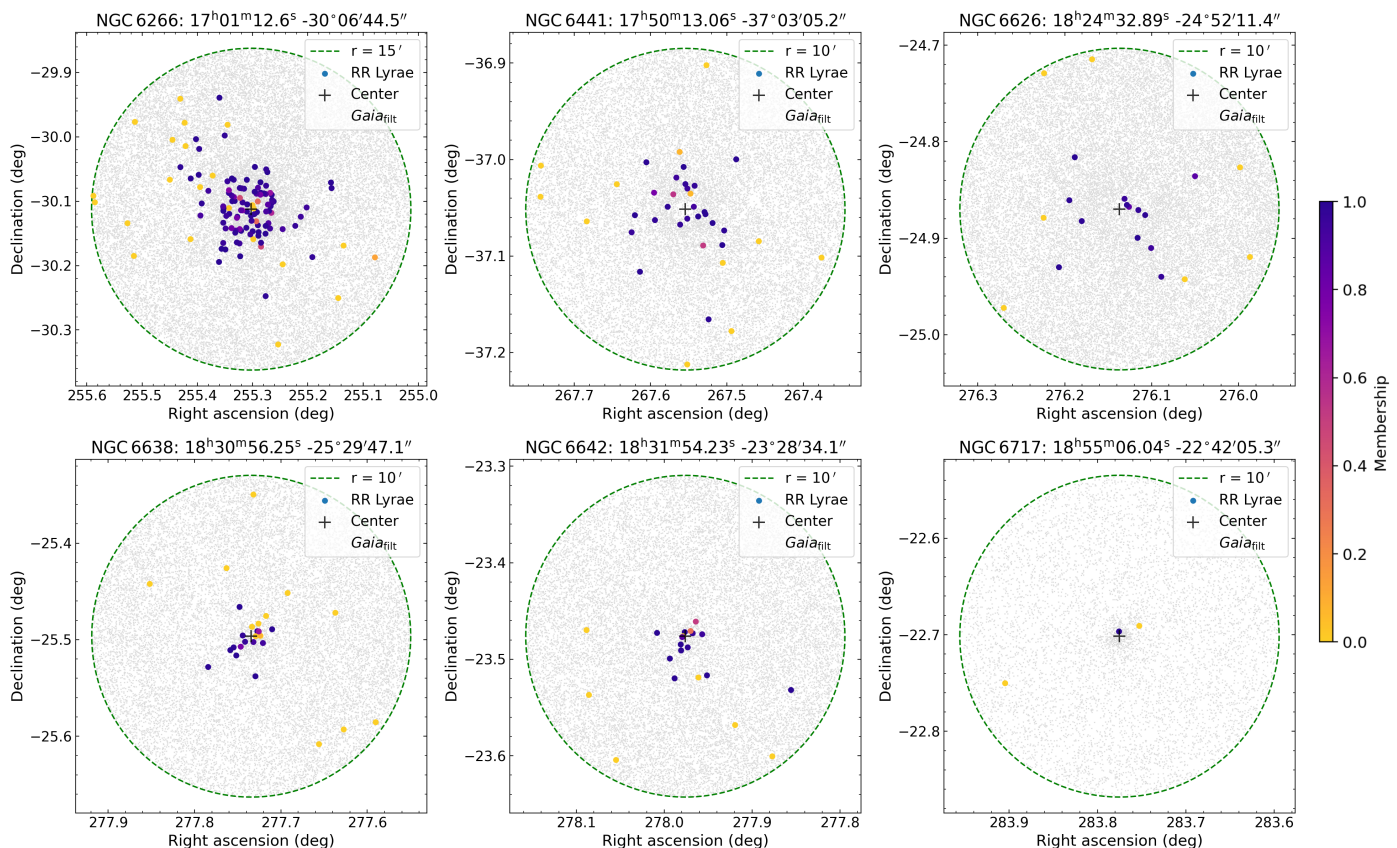 NGC 6266: 17ʰ01ᵐ12.6ˢ -30°06′44.5″
r = 15 ′
RR Lyrae
Center
Gaia_filt
Declination (deg)
−29.9
−30.0
−30.1
−30.2
−30.3
255.6 255.5 255.4 255.3 255.2 255.1 255.0
Right ascension (deg)
NGC 6441: 17ʰ50ᵐ13.06ˢ -37°03′05.2″
r = 10 ′
RR Lyrae
Center
Gaia_filt
Declination (deg)
−36.9
−37.0
−37.1
−37.2
267.7 267.6 267.5 267.4
Right ascension (deg)
NGC 6626: 18ʰ24ᵐ32.89ˢ -24°52′11.4″
r = 10 ′
RR Lyrae
Center
Gaia_filt
Declination (deg)
−24.7
−24.8
−24.9
−25.0
276.3 276.2 276.1 276.0
Right ascension (deg)
NGC 6638: 18ʰ30ᵐ56.25ˢ -25°29′47.1″
r = 10 ′
RR Lyrae
Center
Gaia_filt
Declination (deg)
−25.4
−25.5
−25.6
277.9 277.8 277.7 277.6
Right ascension (deg)
NGC 6642: 18ʰ31ᵐ54.23ˢ -23°28′34.1″
r = 10 ′
RR Lyrae
Center
Gaia_filt
Declination (deg)
−23.3
−23.4
−23.5
−23.6
278.1 278.0 277.9 277.8
Right ascension (deg)
NGC 6717: 18ʰ55ᵐ06.04ˢ -22°42′05.3″
r = 10 ′
RR Lyrae
Center
Gaia_filt
Declination (deg)
−22.6
−22.7
−22.8
283.9 283.8 283.7 283.6
Right ascension (deg)
1.0
0.8
0.6
0.4
0.2
0.0
Membership